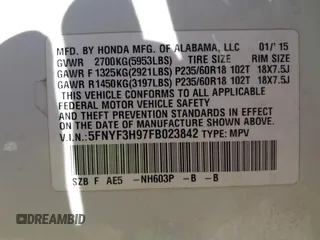 MFD. BY HONDA MFG. OF ALABAMA, LLC 01/'15
GVWR 2700KG(5953LBS) TIRE SIZE RIM SIZE
GAWR F 1325KG(2921LBS) P235/60R18 102T 18X7.5J
GAWR R 1450KG(3197LBS) P235/60R18 102T 18X7.5J
THIS VEHICLE CONFORMS TO ALL APPLICABLE
FEDERAL MOTOR VEHICLE SAFETY
STANDARDS IN EFFECT ON THE
DATE OF MANUFACTURE SHOWN ABOVE.
V.I.N.: 5FNYF3H97FB023842 TYPE: MPV
SZB F AE5 -NH603P -B -B
DREAMBID